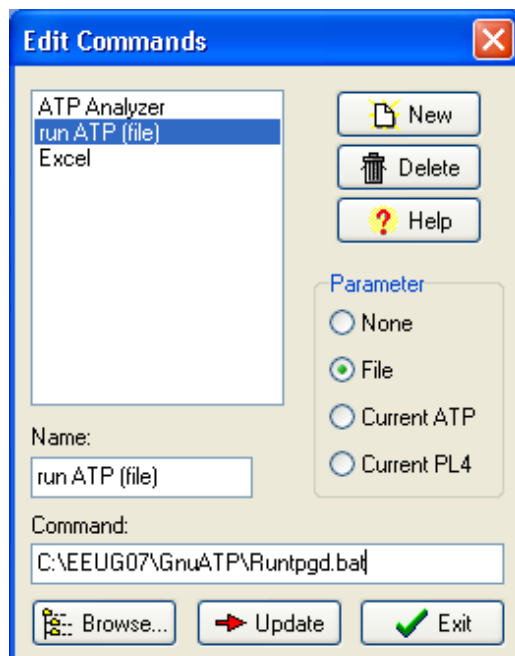 Edit Commands
ATP Analyzer
run ATP (file)
Excel
New
Delete
Help
Parameter
None
File
Current ATP
Current PL4
Name:
run ATP (file)
Command:
C:\EEUG07\GnuATP\Runtpgd.bat
Browse...
Update
Exit